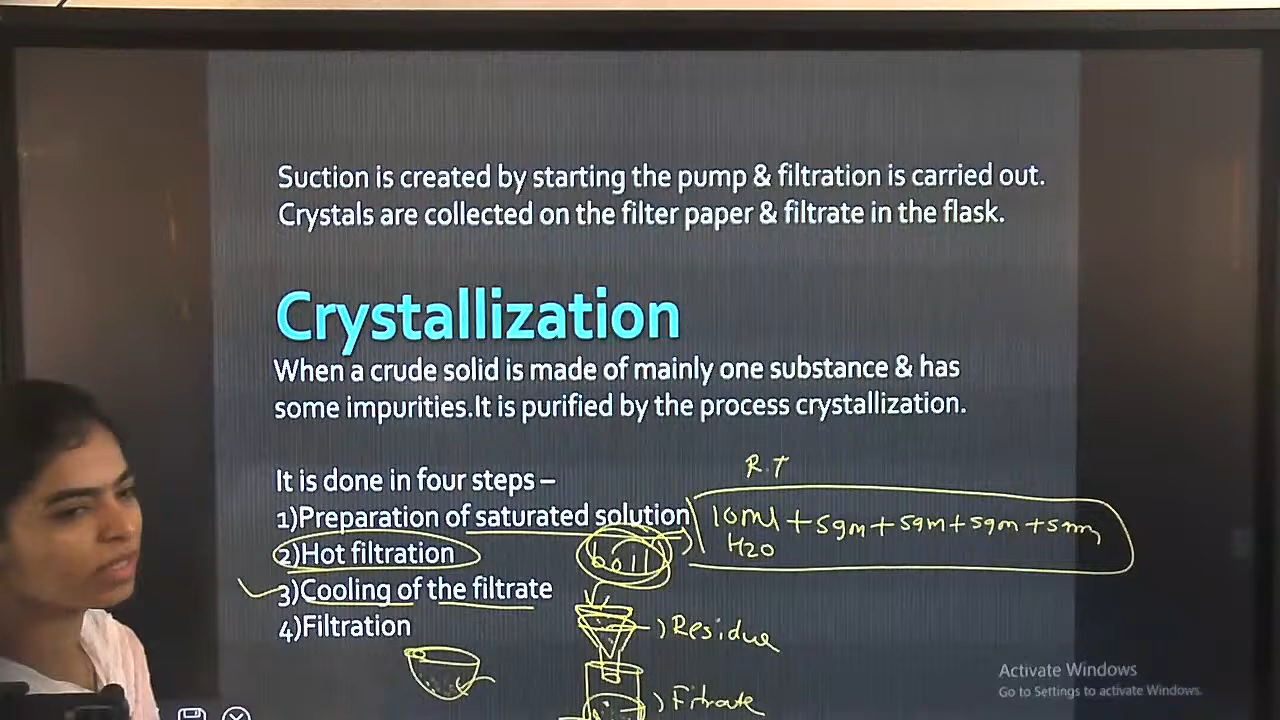 Suction is created by starting the pump & filtration is carried out.
Crystals are collected on the filter paper & filtrate in the flask.
Crystallization
When a crude solid is made of mainly one substance & has
some impurities.It is purified by the process crystallization.
It is done in four steps –
R.T
1)Preparation of saturated solution
10ml + 5gm + 5gm + 5gm + 5gm
H2O
2)Hot filtration
boil
3)Cooling of the filtrate
4)Filtration
Residue
Fitrate
Activate Windows
Go to Settings to activate Windows.